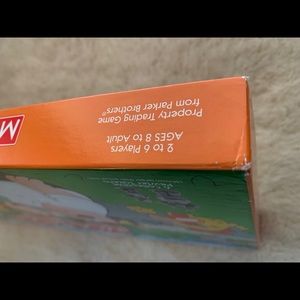 M
Property Trading Game
from Parker Brothers®
AGES 8 to Adult
2 to 6 Players